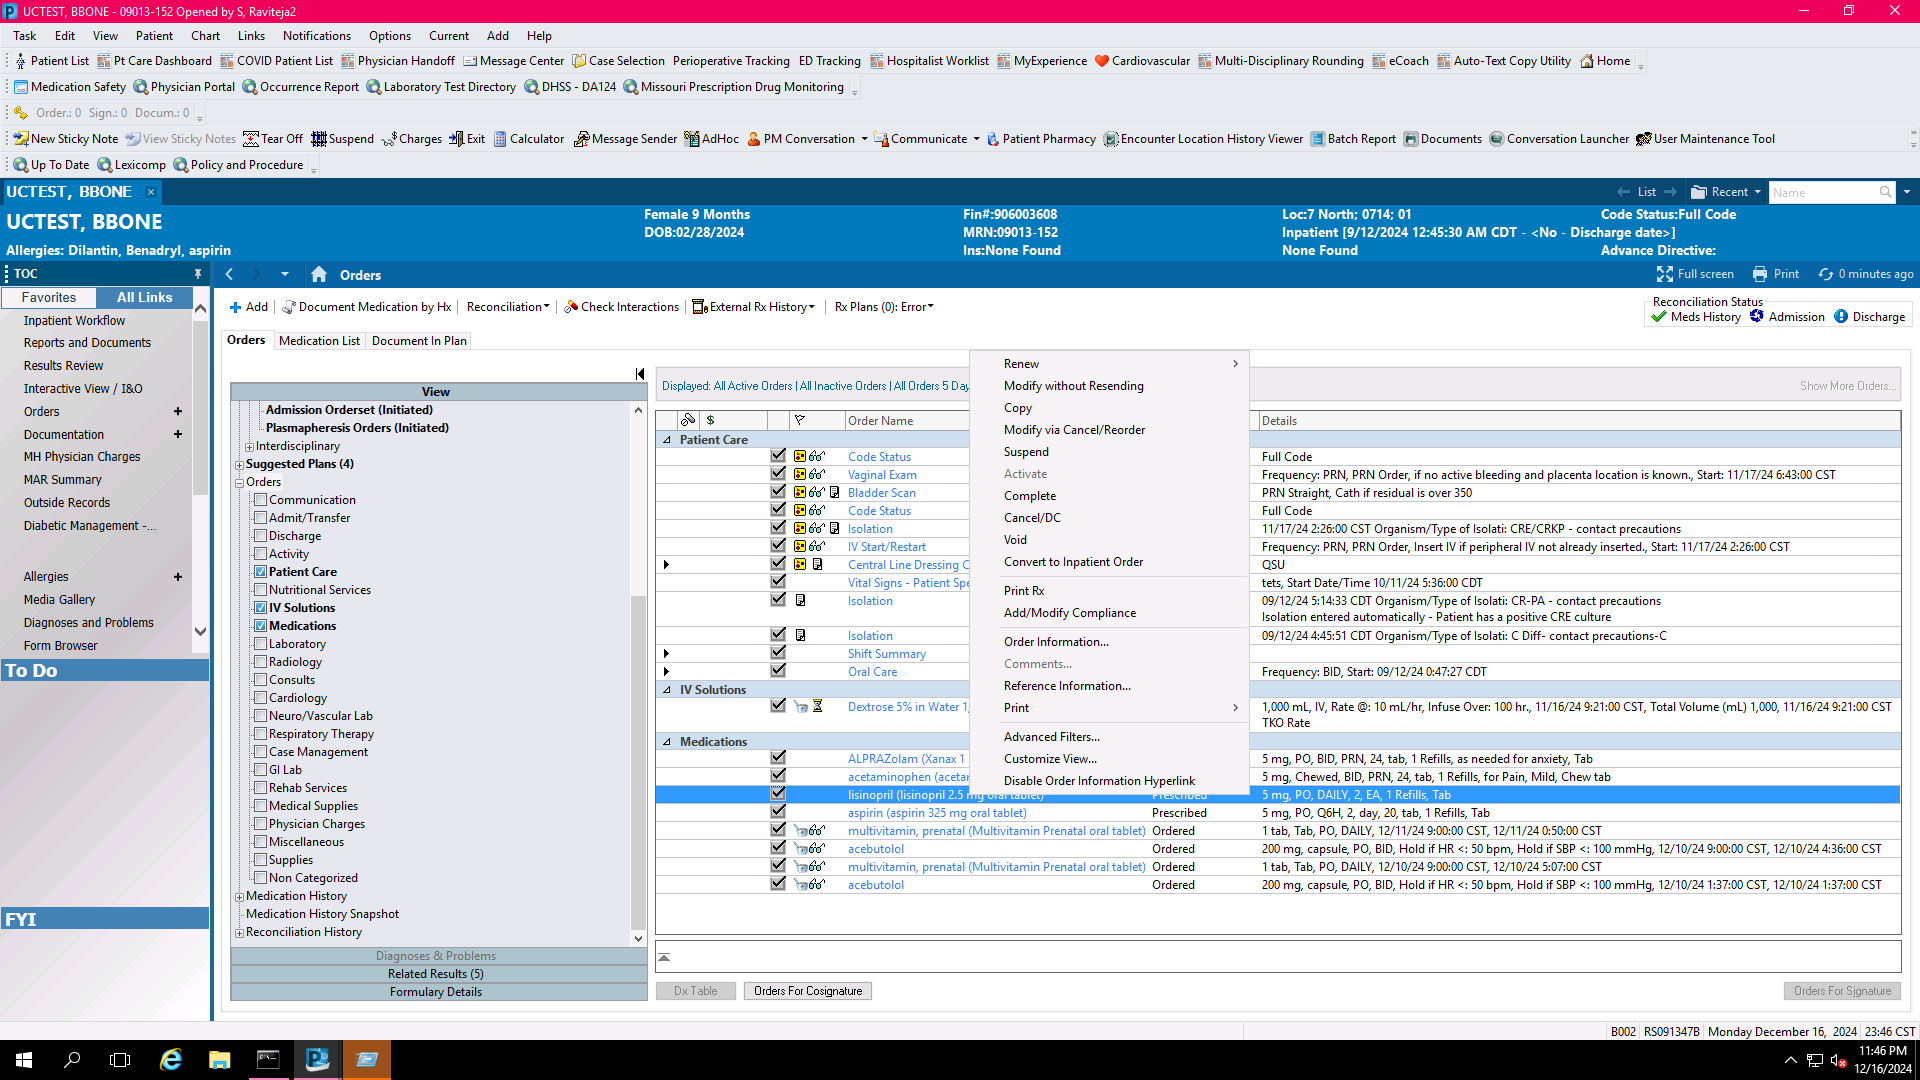 UCTEST, BBONE - 09013-152 Opened by S, Raviteja2
Task Edit View Patient Chart Links Notifications Options Current Add Help
Patient List Pt Care Dashboard COVID Patient List Physician Handoff Message Center Case Selection Perioperative Tracking ED Tracking Hospitalist Worklist MyExperience Cardiovascular Multi-Disciplinary Rounding eCoach Auto-Text Copy Utility Home
Medication Safety Physician Portal Occurrence Report Laboratory Test Directory DHSS - DA124 Missouri Prescription Drug Monitoring
Order.: 0 Sign.: 0 Docum.: 0
New Sticky Note View Sticky Notes Tear Off Suspend Charges Exit Calculator Message Sender AdHoc PM Conversation Communicate Patient Pharmacy Encounter Location History Viewer Batch Report Documents Conversation Launcher User Maintenance Tool
Up To Date Lexicomp Policy and Procedure
UCTEST, BBONE × List Recent Name
UCTEST, BBONE Female 9 Months Fin#:906003608 Loc:7 North; 0714; 01 Code Status:Full Code
DOB:02/28/2024 MRN:09013-152 Inpatient [9/12/2024 12:45:30 AM CDT - <No - Discharge date>]
Allergies: Dilantin, Benadryl, aspirin Ins:None Found None Found Advance Directive:
TOC Orders Full screen Print 0 minutes ago
Favorites All Links
Inpatient Workflow
Reports and Documents
Results Review
Interactive View / I&O
Orders +
Documentation +
MH Physician Charges
MAR Summary
Outside Records
Diabetic Management -...
Allergies +
Media Gallery
Diagnoses and Problems
Form Browser
To Do
FYI
Add Document Medication by Hx Reconciliation Check Interactions External Rx History Rx Plans (0): Error
Reconciliation Status
Meds History Admission Discharge
Orders Medication List Document In Plan
View
Admission Orderset (Initiated)
Plasmapheresis Orders (Initiated)
Interdisciplinary
Suggested Plans (4)
Orders
Communication
Admit/Transfer
Discharge
Activity
Patient Care
Nutritional Services
IV Solutions
Medications
Laboratory
Radiology
Consults
Cardiology
Neuro/Vascular Lab
Respiratory Therapy
Case Management
GI Lab
Rehab Services
Medical Supplies
Physician Charges
Miscellaneous
Supplies
Non Categorized
Medication History
Medication History Snapshot
Reconciliation History
Diagnoses & Problems
Related Results (5)
Formulary Details
Displayed: All Active Orders | All Inactive Orders | All Orders 5 Day Show More Orders...
$ Order Name Details
Patient Care
Code Status Full Code
Vaginal Exam Frequency: PRN, PRN Order, if no active bleeding and placenta location is known., Start: 11/17/24 6:43:00 CST
Bladder Scan PRN Straight, Cath if residual is over 350
Code Status Full Code
Isolation 11/17/24 2:26:00 CST Organism/Type of Isolati: CRE/CRKP - contact precautions
IV Start/Restart Frequency: PRN, PRN Order, Insert IV if peripheral IV not already inserted., Start: 11/17/24 2:26:00 CST
Central Line Dressing C QSU
Vital Signs - Patient Spe tets, Start Date/Time 10/11/24 5:36:00 CDT
Isolation 09/12/24 5:14:33 CDT Organism/Type of Isolati: CR-PA - contact precautions
Isolation entered automatically - Patient has a positive CRE culture
Isolation 09/12/24 4:45:51 CDT Organism/Type of Isolati: C Diff- contact precautions-C
Shift Summary
Oral Care Frequency: BID, Start: 09/12/24 0:47:27 CDT
IV Solutions
Dextrose 5% in Water 1, 1,000 mL, IV, Rate @: 10 mL/hr, Infuse Over: 100 hr., 11/16/24 9:21:00 CST, Total Volume (mL) 1,000, 11/16/24 9:21:00 CST
TKO Rate
Medications
ALPRAZolam (Xanax 1 5 mg, PO, BID, PRN, 24, tab, 1 Refills, as needed for anxiety, Tab
acetaminophen (aceta 5 mg, Chewed, BID, PRN, 24, tab, 1 Refills, for Pain, Mild, Chew tab
lisinopril (lisinopril 2.5 mg oral tablet) Prescribed 5 mg, PO, DAILY, 2, EA, 1 Refills, Tab
aspirin (aspirin 325 mg oral tablet) Prescribed 5 mg, PO, Q6H, 2, day, 20, tab, 1 Refills, Tab
multivitamin, prenatal (Multivitamin Prenatal oral tablet) Ordered 1 tab, Tab, PO, DAILY, 12/11/24 9:00:00 CST, 12/11/24 0:50:00 CST
acebutolol Ordered 200 mg, capsule, PO, BID, Hold if HR <: 50 bpm, Hold if SBP <: 100 mmHg, 12/10/24 9:00:00 CST, 12/10/24 4:36:00 CST
multivitamin, prenatal (Multivitamin Prenatal oral tablet) Ordered 1 tab, Tab, PO, DAILY, 12/10/24 9:00:00 CST, 12/10/24 5:07:00 CST
acebutolol Ordered 200 mg, capsule, PO, BID, Hold if HR <: 50 bpm, Hold if SBP <: 100 mmHg, 12/10/24 1:37:00 CST, 12/10/24 1:37:00 CST
Renew
Modify without Resending
Copy
Modify via Cancel/Reorder
Suspend
Activate
Complete
Cancel/DC
Void
Convert to Inpatient Order
Print Rx
Add/Modify Compliance
Order Information...
Comments...
Reference Information...
Print
Advanced Filters...
Customize View...
Disable Order Information Hyperlink
Dx Table Orders For Cosignature Orders For Signature
B002 RS091347B Monday December 16, 2024 23:46 CST
11:46 PM
12/16/2024